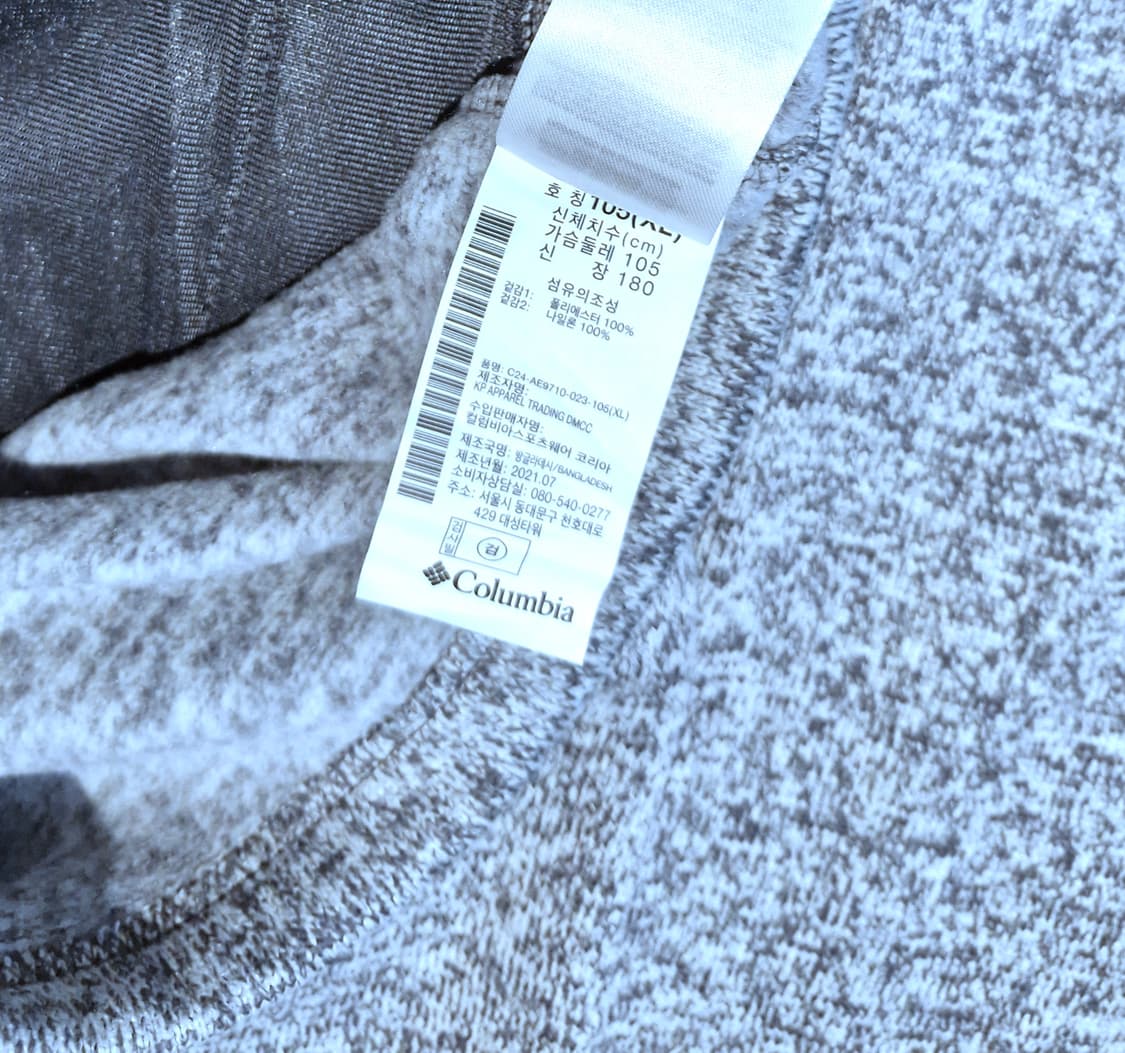 호 칭 105(XL)
신체치수(cm)
가슴둘레 105
신 장 180
섬유의조성
겉감1: 폴리에스터 100%
겉감2: 나일론 100%
품명: C24-AE9710-023-105(XL)
제조자명:
KP APPAREL TRADING DMCC
수입판매자명:
컬럼비아스포츠웨어 코리아
제조국명: 방글라데시/BANGLADESH
제조년월: 2021.07
소비자상담실: 080-540-0277
주소: 서울시 동대문구 천호대로
429 대성타워
검사필
검
Columbia